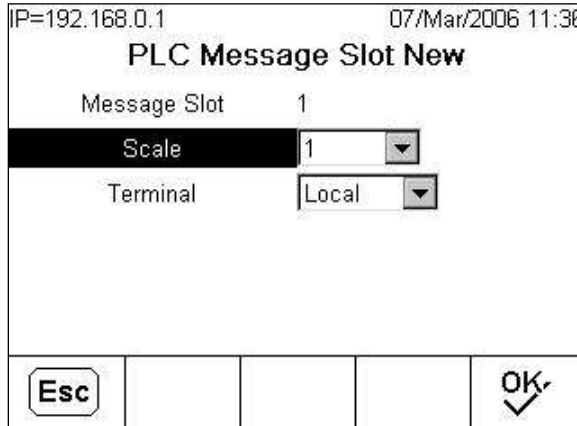 IP=192.168.0.1 07/Mar/2006 11:36
PLC Message Slot New
Message Slot 1
Scale 1
Terminal Local
Esc OK